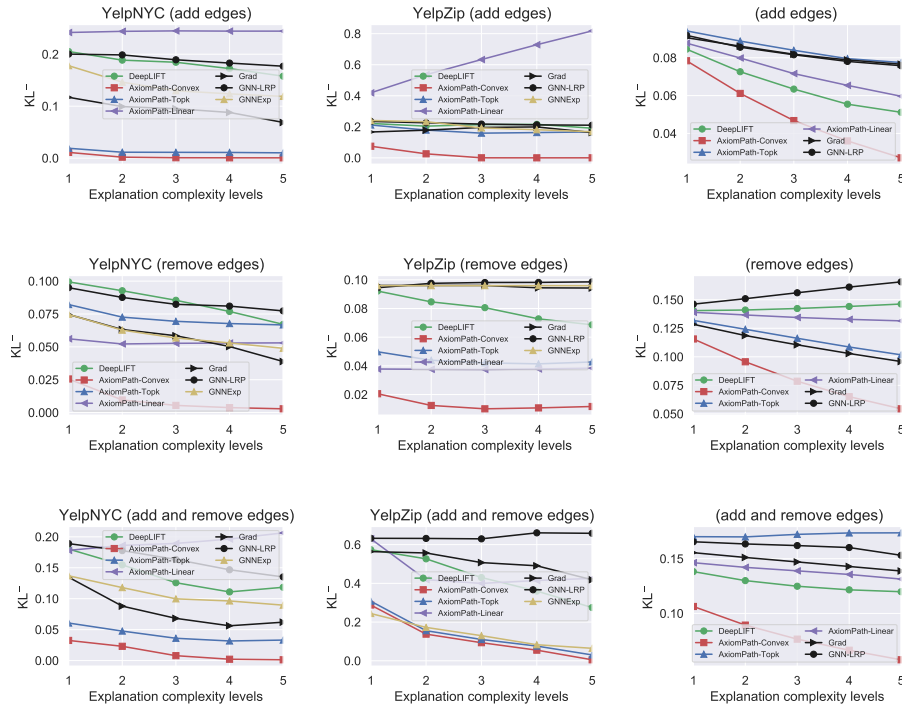 YelpNYC (add edges)
KL⁻
0.2
0.1
0.0
DeepLIFT
AxiomPath-Convex
AxiomPath-Topk
AxiomPath-Linear
Grad
GNN-LRP
GNNExp
1 2 3 4 5
Explanation complexity levels
YelpZip (add edges)
KL⁻
0.8
0.6
0.4
0.2
0.0
DeepLIFT
AxiomPath-Convex
AxiomPath-Topk
AxiomPath-Linear
Grad
GNN-LRP
GNNExp
1 2 3 4 5
Explanation complexity levels
(add edges)
KL⁻
0.08
0.06
0.04
DeepLIFT
AxiomPath-Convex
AxiomPath-Topk
AxiomPath-Linear
Grad
GNN-LRP
1 2 3 4 5
Explanation complexity levels
YelpNYC (remove edges)
KL⁻
0.100
0.075
0.050
0.025
0.000
DeepLIFT
AxiomPath-Convex
AxiomPath-Topk
AxiomPath-Linear
Grad
GNN-LRP
GNNExp
1 2 3 4 5
Explanation complexity levels
YelpZip (remove edges)
KL⁻
0.10
0.08
0.06
0.04
0.02
DeepLIFT
AxiomPath-Convex
AxiomPath-Topk
AxiomPath-Linear
Grad
GNN-LRP
GNNExp
1 2 3 4 5
Explanation complexity levels
(remove edges)
KL⁻
0.150
0.125
0.100
0.075
0.050
DeepLIFT
AxiomPath-Convex
AxiomPath-Topk
AxiomPath-Linear
Grad
GNN-LRP
1 2 3 4 5
Explanation complexity levels
YelpNYC (add and remove edges)
KL⁻
0.20
0.15
0.10
0.05
0.00
DeepLIFT
AxiomPath-Convex
AxiomPath-Topk
AxiomPath-Linear
Grad
GNN-LRP
GNNExp
1 2 3 4 5
Explanation complexity levels
YelpZip (add and remove edges)
KL⁻
0.6
0.4
0.2
0.0
DeepLIFT
AxiomPath-Convex
AxiomPath-Topk
AxiomPath-Linear
Grad
GNN-LRP
GNNExp
1 2 3 4 5
Explanation complexity levels
(add and remove edges)
KL⁻
0.15
0.10
DeepLIFT
AxiomPath-Convex
AxiomPath-Topk
AxiomPath-Linear
Grad
GNN-LRP
1 2 3 4 5
Explanation complexity levels